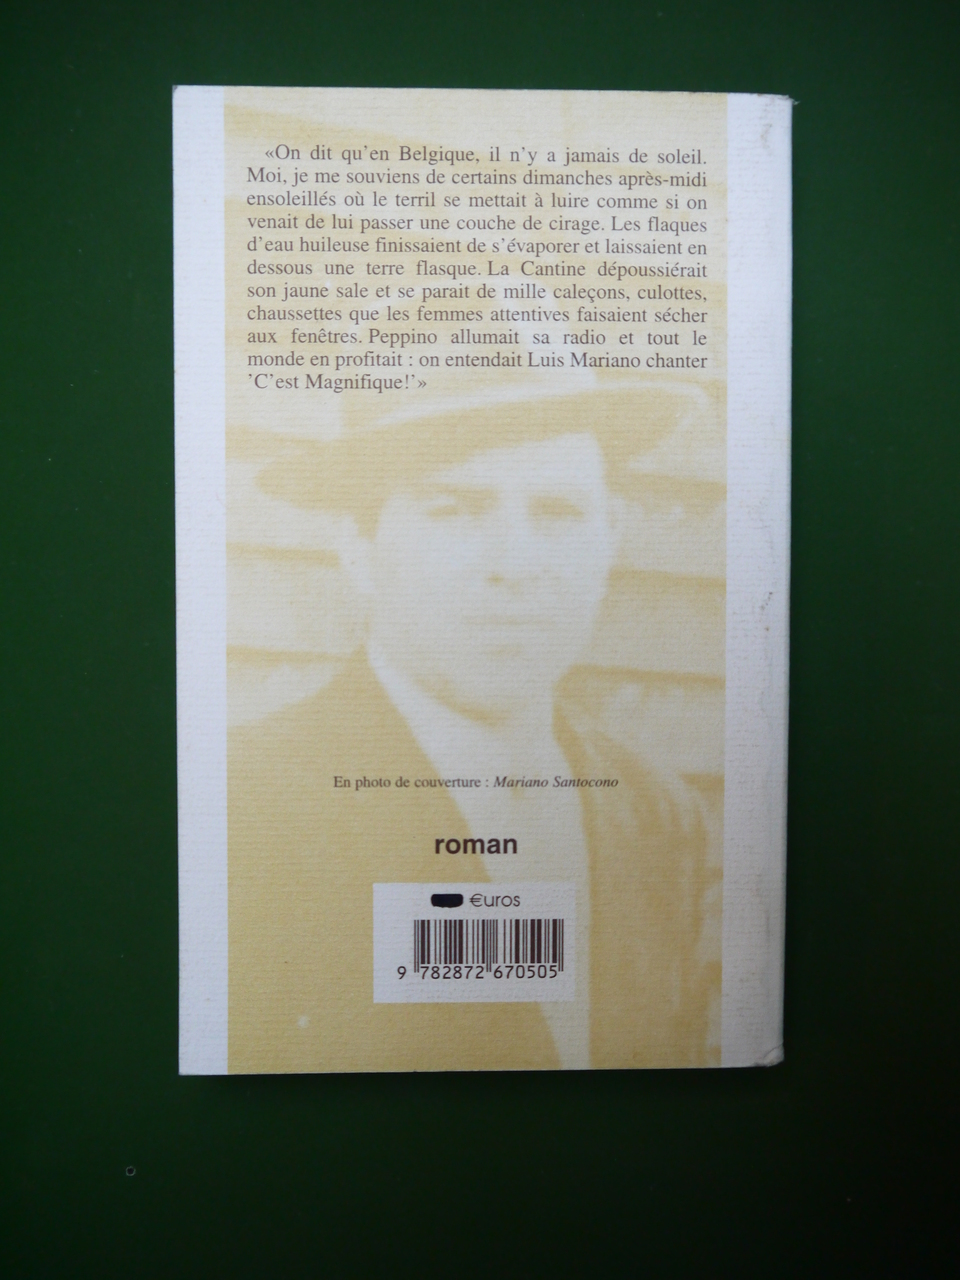 «On dit qu'en Belgique, il n'y a jamais de soleil.
Moi, je me souviens de certains dimanches après-midi
ensoleillés où le terril se mettait à luire comme si on
venait de lui passer une couche de cirage. Les flaques
d'eau huileuse finissaient de s'évaporer et laissaient en
dessous une terre flasque. La Cantine dépoussiérait
son jaune sale et se parait de mille caleçons, culottes,
chaussettes que les femmes attentives faisaient sécher
aux fenêtres. Peppino allumait sa radio et tout le
monde en profitait : on entendait Luis Mariano chanter
'C'est Magnifique!'»
En photo de couverture : Mariano Santocono
roman
€uros
9 782872 670505